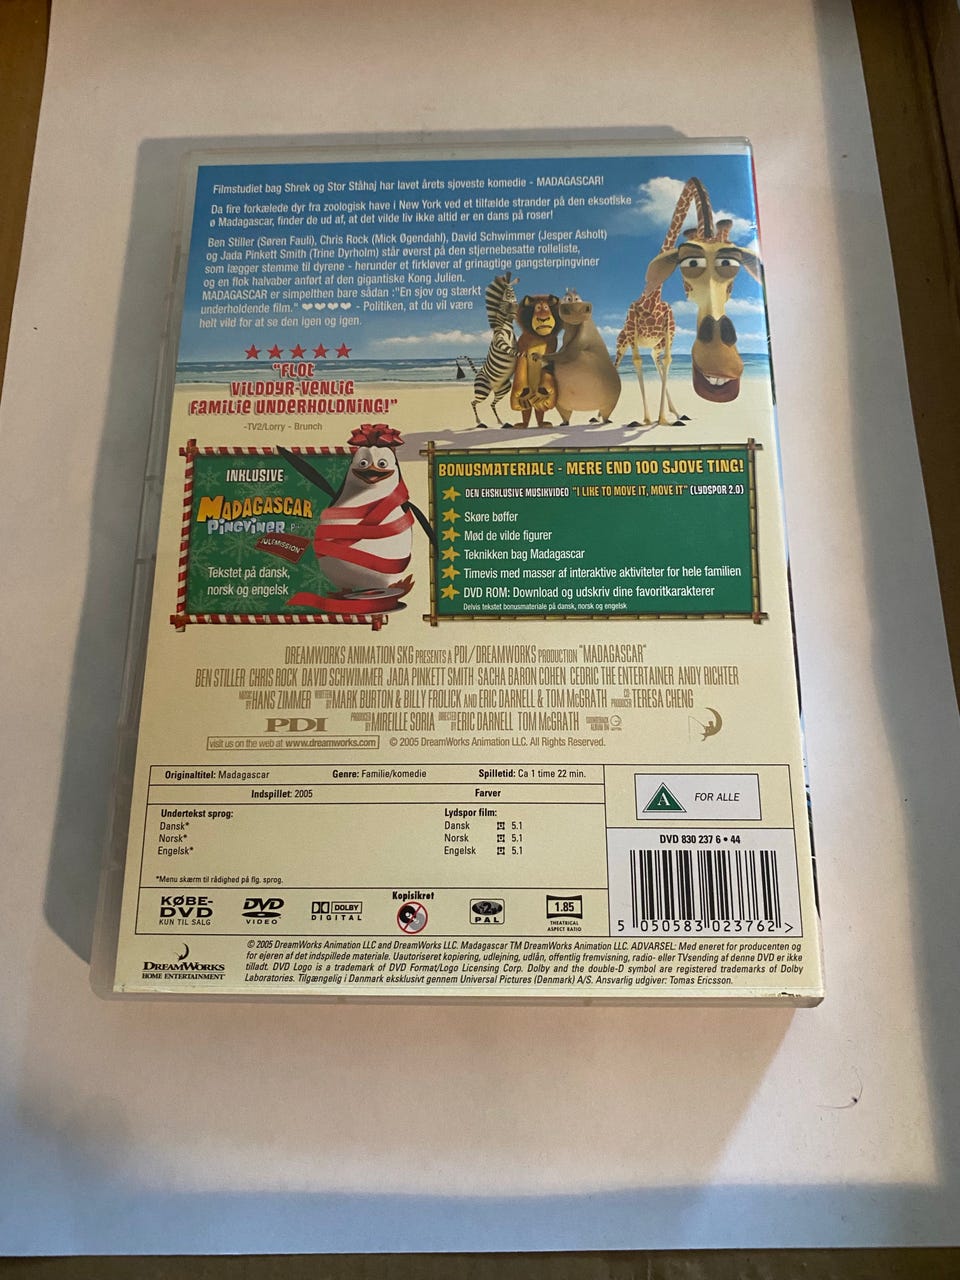 Filmstudiet bag Shrek og Stor Ståhaj har lavet årets sjoveste komedie - MADAGASCAR!
Da fire forkælede dyr fra zoologisk have i New York ved et tilfælde strander på den eksotiske
ø Madagascar, finder de ud af, at det vilde liv ikke altid er en dans på roser!
Ben Stiller (Søren Fauli), Chris Rock (Mick Øgendahl), David Schwimmer (Jesper Asholt)
og Jada Pinkett Smith (Trine Dyrholm) står øverst på den stjernebesatte rolleliste,
som lægger stemme til dyrene - herunder et firkløver af grinagtige gangsterpingviner
og en flok halvaber anført af den gigantiske Kong Julien.
MADAGASCAR er simpelthen bare sådan :"En sjov og stærkt
underholdende film." ❤❤❤❤ - Politiken, at du vil være
helt vild for at se den igen og igen.
★★★★★
"FLOT
VILDDYR-VENLIG
FAMILIE UNDERHOLDNING!"
-TV2/Lorry - Brunch
INKLUSIVE
MADAGASCAR
PINGVINER
JULEMISSION
Tekstet på dansk,
norsk og engelsk
BONUSMATERIALE - MERE END 100 SJOVE TING!
DEN EKSKLUSIVE MUSIKVIDEO "I LIKE TO MOVE IT, MOVE IT" (LYDSPOR 2.0)
Skøre bøffer
Mød de vilde figurer
Teknikken bag Madagascar
Timevis med masser af interaktive aktiviteter for hele familien
DVD ROM: Download og udskriv dine favoritkarakterer
Delvis tekstet bonusmateriale på dansk, norsk og engelsk
DREAMWORKS ANIMATION SKG PRESENTS A PDI/DREAMWORKS PRODUCTION "MADAGASCAR"
BEN STILLER CHRIS ROCK DAVID SCHWIMMER JADA PINKETT SMITH SACHA BARON COHEN CEDRIC THE ENTERTAINER ANDY RICHTER
MUSIC BY HANS ZIMMER WRITTEN BY MARK BURTON & BILLY FROLICK AND ERIC DARNELL & TOM McGRATH CO-PRODUCER TERESA CHENG
PDI PRODUCED BY MIREILLE SORIA DIRECTED BY ERIC DARNELL TOM McGRATH SOUNDTRACK ALBUM ON
visit us on the web at www.dreamworks.com © 2005 DreamWorks Animation LLC. All Rights Reserved.
Originaltitel: Madagascar Genre: Familie/komedie Spilletid: Ca 1 time 22 min.
Indspillet: 2005 Farver
Undertekst sprog: Lydspor film:
Dansk* Dansk 5.1
Norsk* Norsk 5.1
Engelsk* Engelsk 5.1
*Menu skærm til rådighed på flg. sprog.
A FOR ALLE
DVD 830 237 6 • 44
5 050583 023762 >
KØBE-
DVD
KUN TIL SALG
DVD
VIDEO
DOLBY
DIGITAL
Kopisikret
2
PAL
1.85
THEATRICAL
ASPECT RATIO
DREAMWORKS
HOME ENTERTAINMENT
© 2005 DreamWorks Animation LLC and DreamWorks LLC. Madagascar TM DreamWorks Animation LLC. ADVARSEL: Med eneret for producenten og
for ejeren af det indspillede materiale. Uautoriseret kopiering, udlejning, udlån, offentlig fremvisning, radio- eller TVsending af denne DVD er ikke
tilladt. DVD Logo is a trademark of DVD Format/Logo Licensing Corp. Dolby and the double-D symbol are registered trademarks of Dolby
Laboratories. Tilgængelig i Danmark eksklusivt gennem Universal Pictures (Denmark) A/S. Ansvarlig udgiver: Tomas Ericsson.